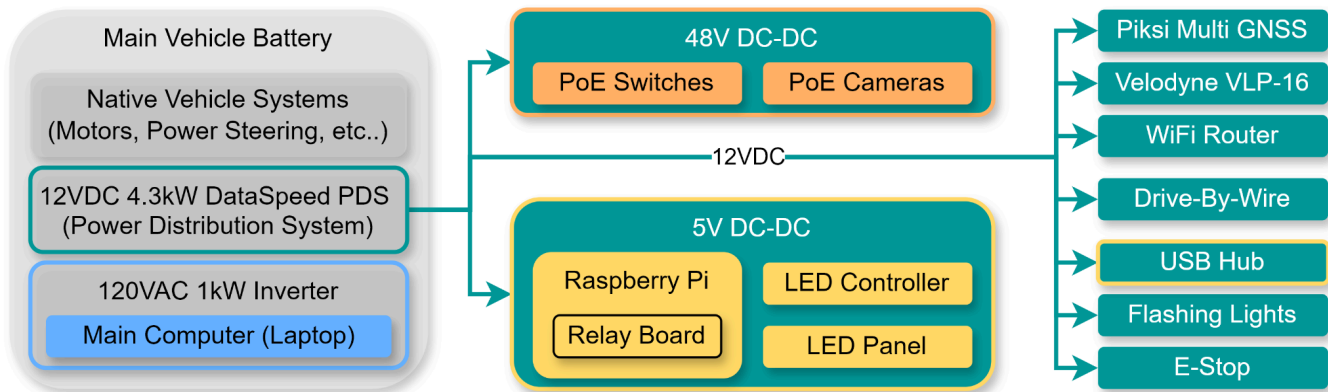 Main Vehicle Battery
Native Vehicle Systems
(Motors, Power Steering, etc..)
12VDC 4.3kW DataSpeed PDS
(Power Distribution System)
120VAC 1kW Inverter
Main Computer (Laptop)
48V DC-DC
PoE Switches
PoE Cameras
12VDC
5V DC-DC
Raspberry Pi
Relay Board
LED Controller
LED Panel
Piksi Multi GNSS
Velodyne VLP-16
WiFi Router
Drive-By-Wire
USB Hub
Flashing Lights
E-Stop